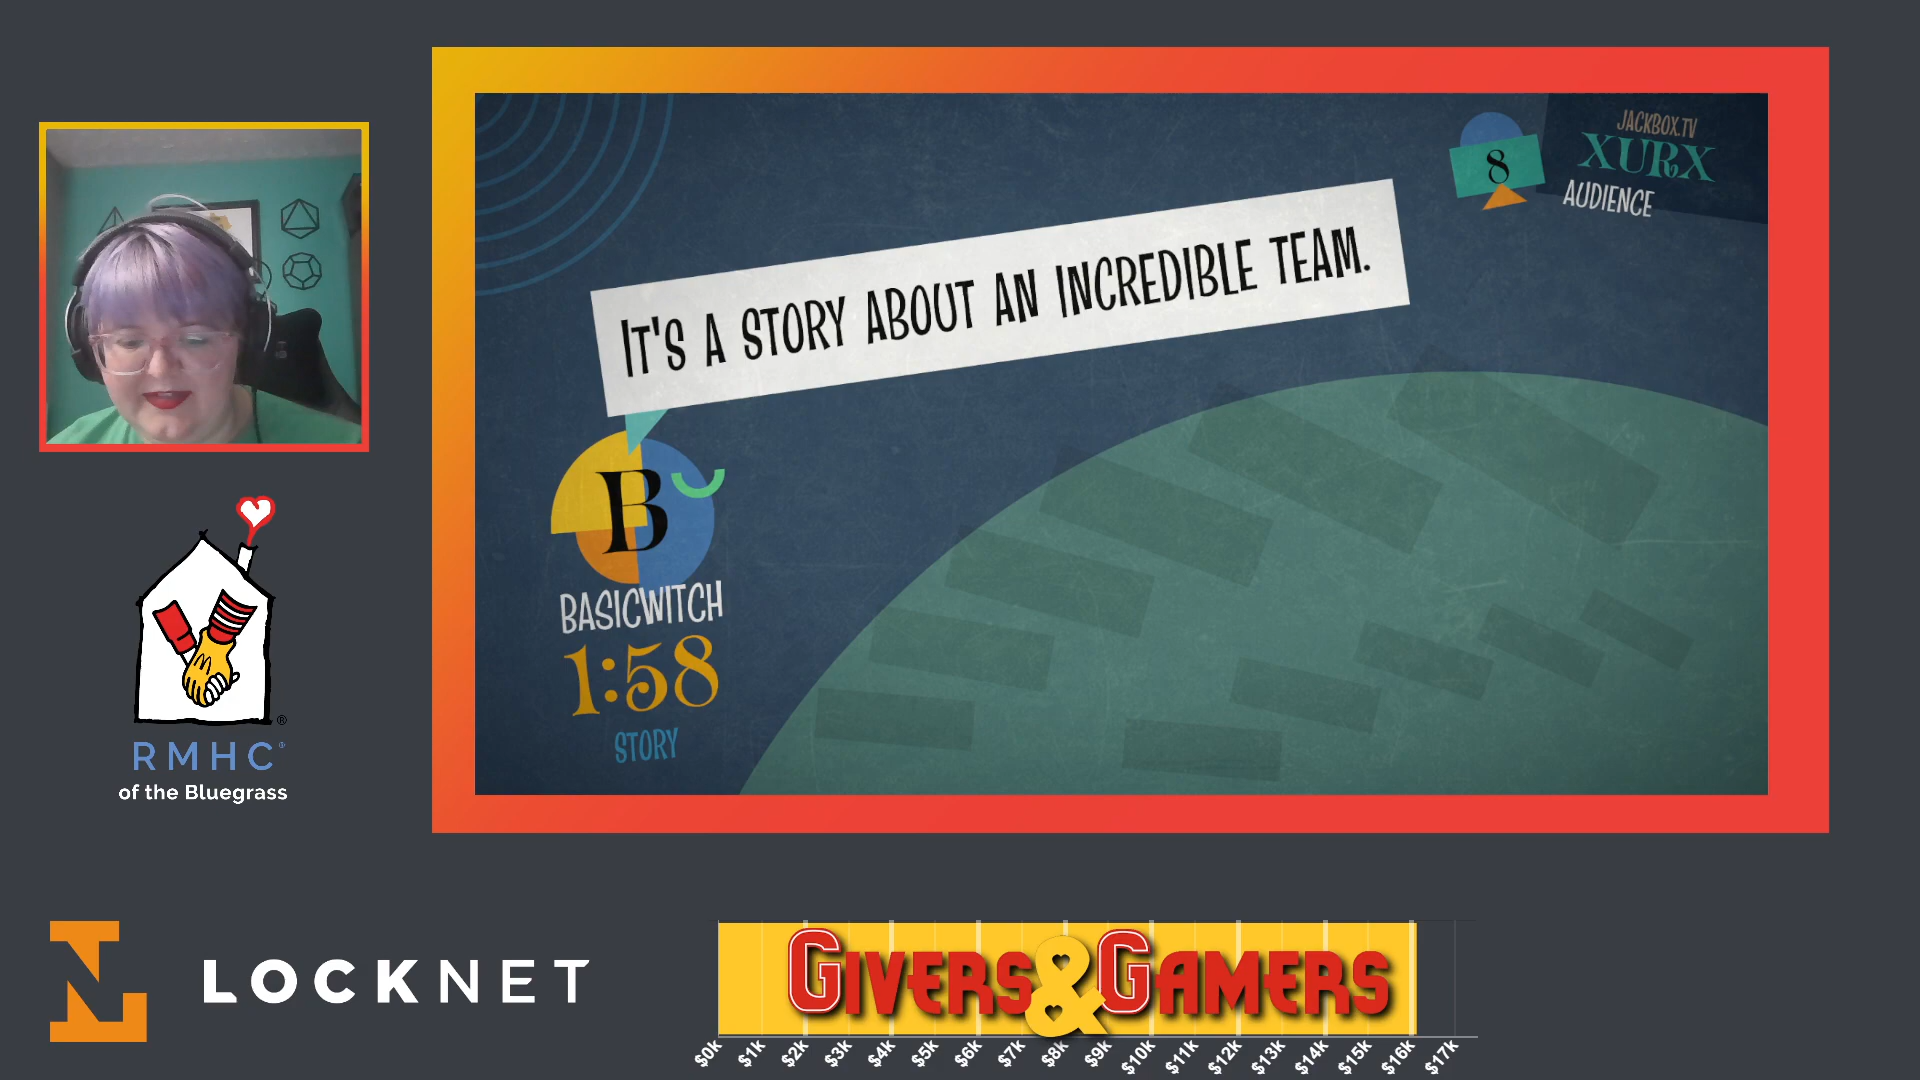 IT'S A STORY ABOUT AN INCREDIBLE TEAM.
8
JACKBOX.TV
XURX
AUDIENCE
B
BASICWITCH
1:58
STORY
®
RMHC®
of the Bluegrass
LOCKNET
GIVERS & GAMERS
$0k $1k $2k $3k $4k $5k $6k $7k $8k $9k $10k $11k $12k $13k $14k $15k $16k $17k